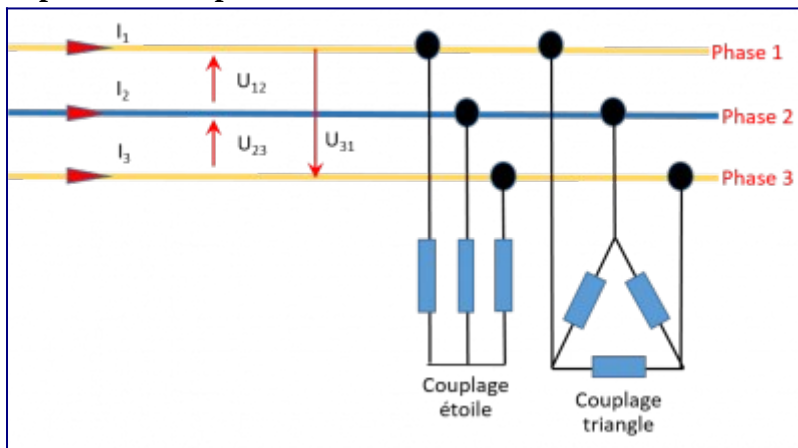 I1
Phase 1
U12
I2
Phase 2
U23
U31
I3
Phase 3
Couplage
étoile
Couplage
triangle